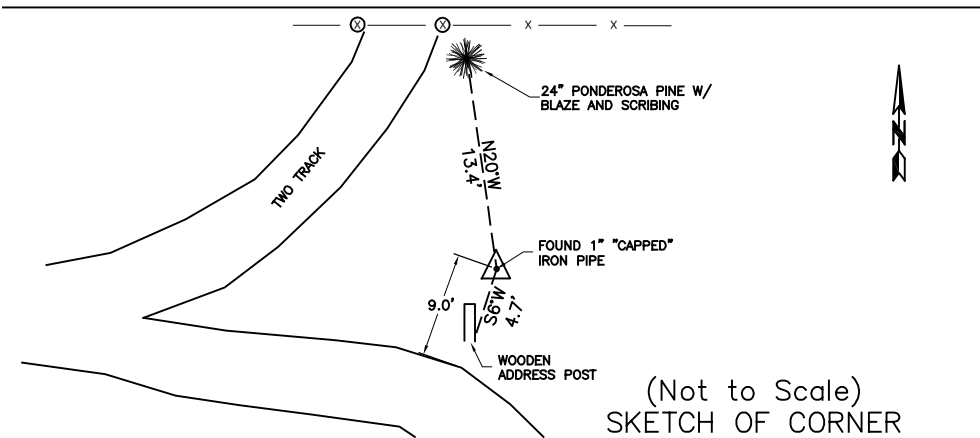 X X X X
24" PONDEROSA PINE W/
BLAZE AND SCRIBING
N
TWO TRACK
N20°W
13.4'
FOUND 1" "CAPPED"
IRON PIPE
9.0'
S6°W
4.7'
WOODEN
ADDRESS POST
(Not to Scale)
SKETCH OF CORNER